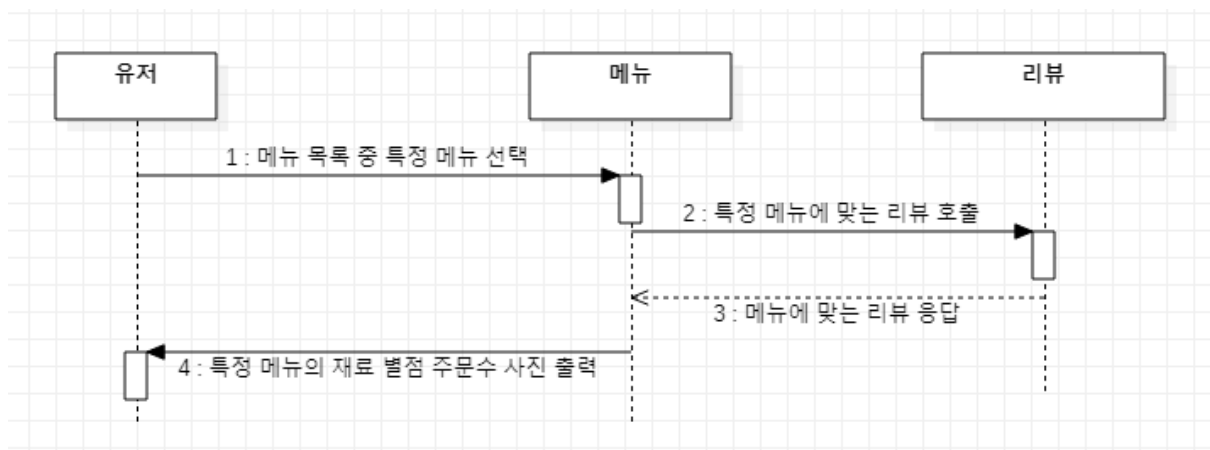 유저
메뉴
리뷰
1 : 메뉴 목록 중 특정 메뉴 선택
2 : 특정 메뉴에 맞는 리뷰 호출
3 : 메뉴에 맞는 리뷰 응답
4 : 특정 메뉴의 재료 별점 주문수 사진 출력